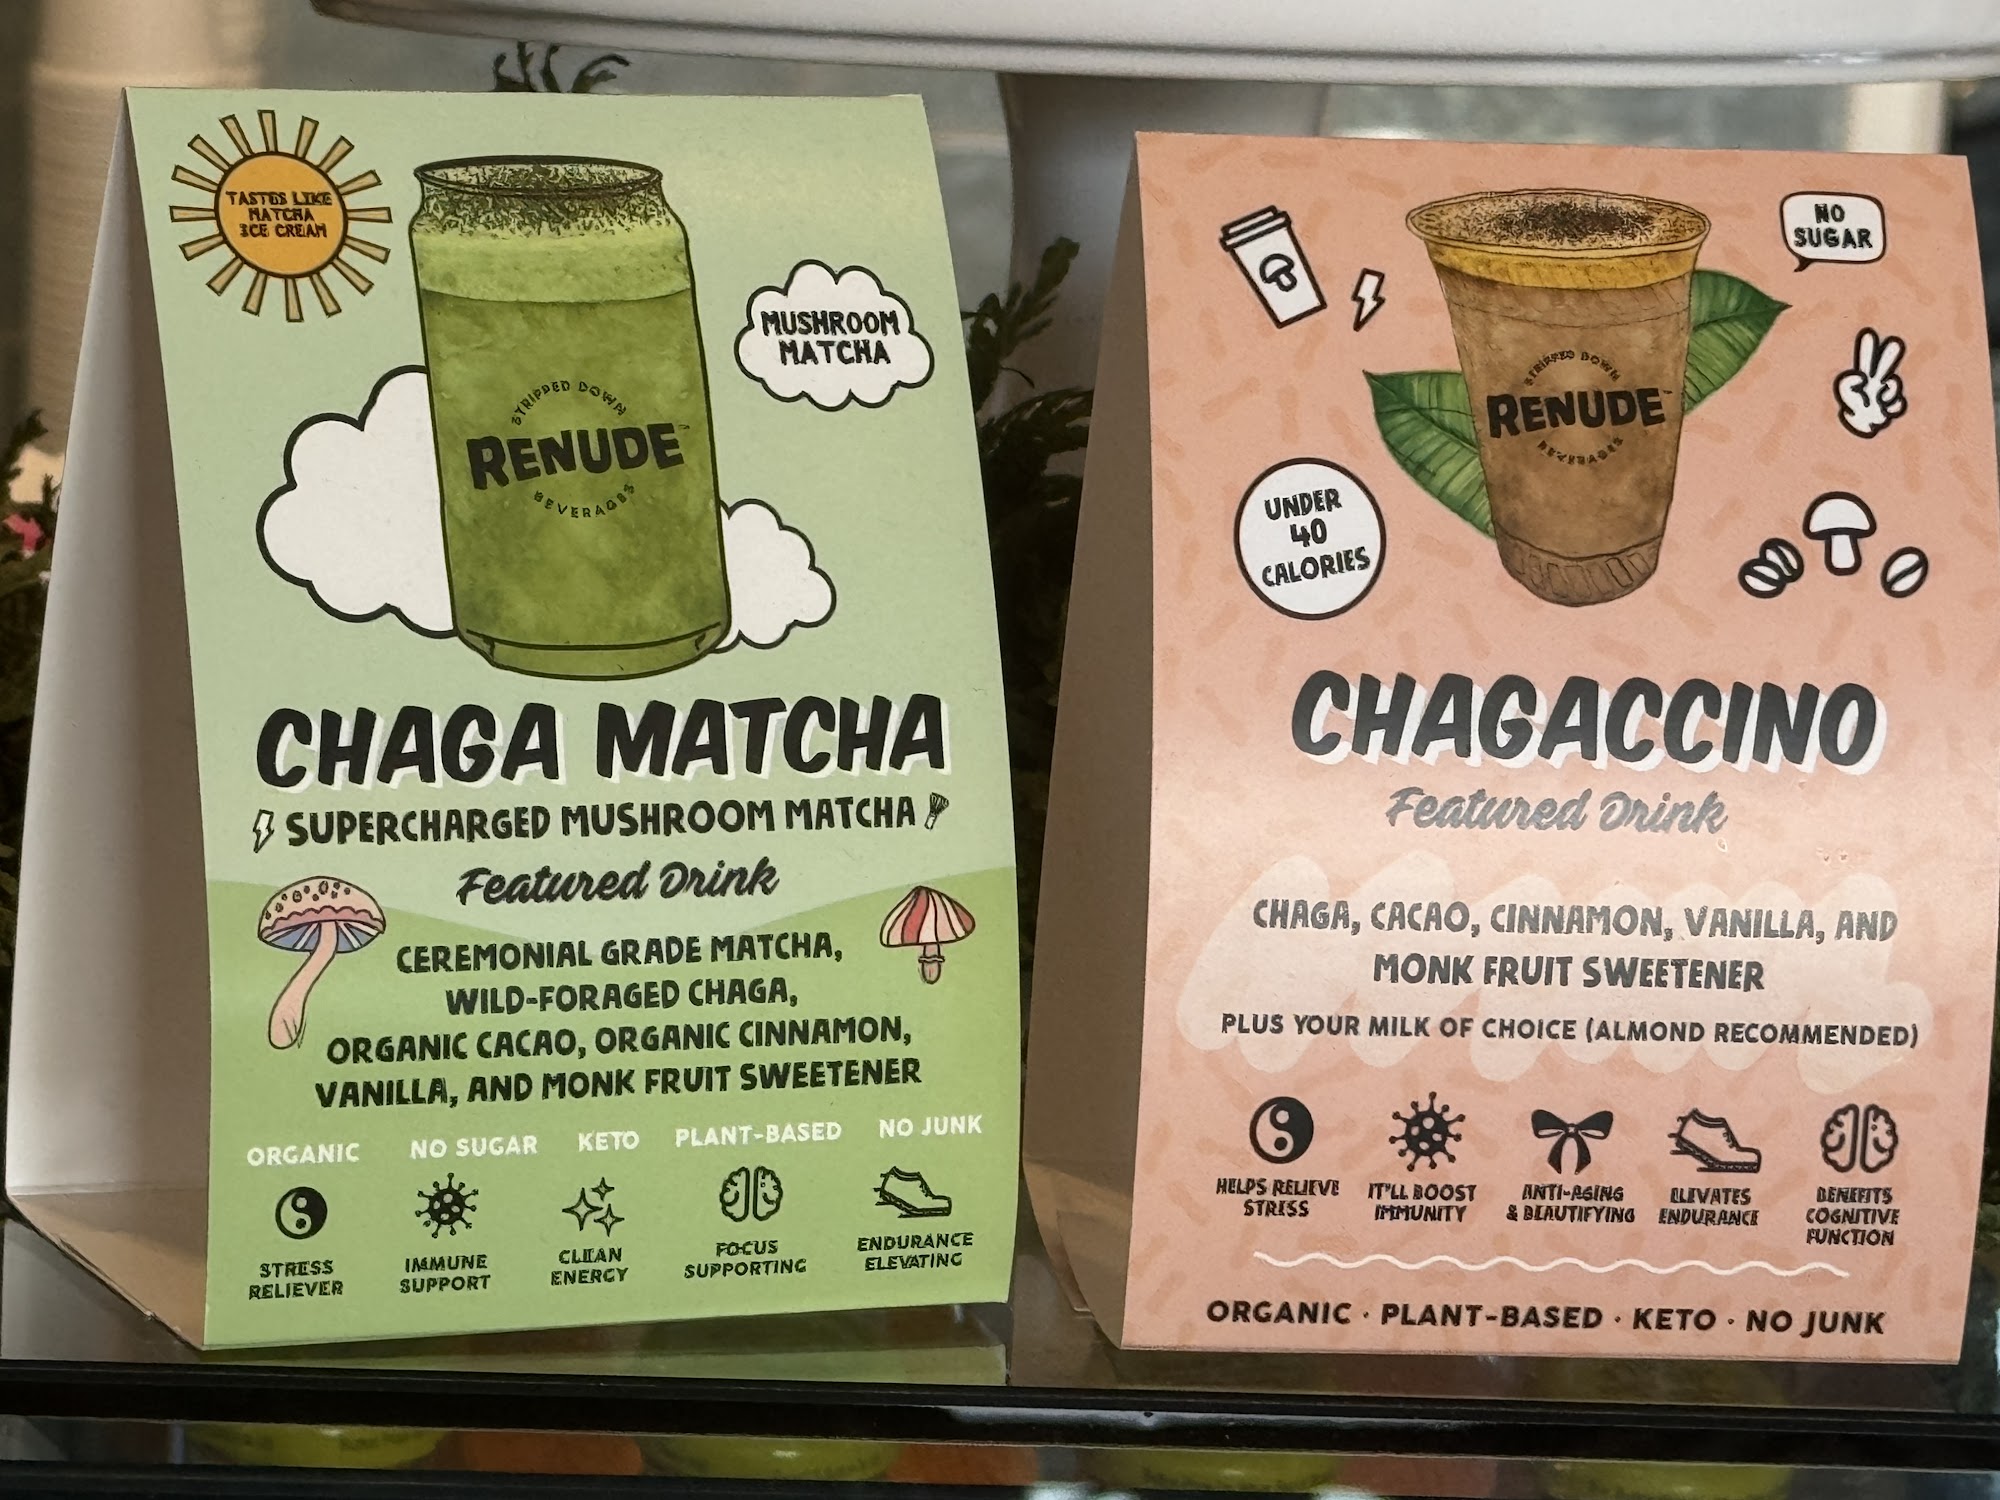 TASTES LIKE
MATCHA
ICE CREAM
MUSHROOM
MATCHA
STRIPPED DOWN
RENUDE
BEVERAGES
CHAGA MATCHA
SUPERCHARGED MUSHROOM MATCHA
Featured Drink
CEREMONIAL GRADE MATCHA,
WILD-FORAGED CHAGA,
ORGANIC CACAO, ORGANIC CINNAMON,
VANILLA, AND MONK FRUIT SWEETENER
ORGANIC NO SUGAR KETO PLANT-BASED NO JUNK
STRESS
RELIEVER
IMMUNE
SUPPORT
CLEAN
ENERGY
FOCUS
SUPPORTING
ENDURANCE
ELEVATING
NO
SUGAR
STRIPPED DOWN
RENUDE
BEVERAGES
UNDER
40
CALORIES
CHAGACCINO
Featured Drink
CHAGA, CACAO, CINNAMON, VANILLA, AND
MONK FRUIT SWEETENER
PLUS YOUR MILK OF CHOICE (ALMOND RECOMMENDED)
HELPS RELIEVE
STRESS
IT'LL BOOST
IMMUNITY
ANTI-AGING
& BEAUTIFYING
ELEVATES
ENDURANCE
BENEFITS
COGNITIVE
FUNCTION
ORGANIC · PLANT-BASED · KETO · NO JUNK